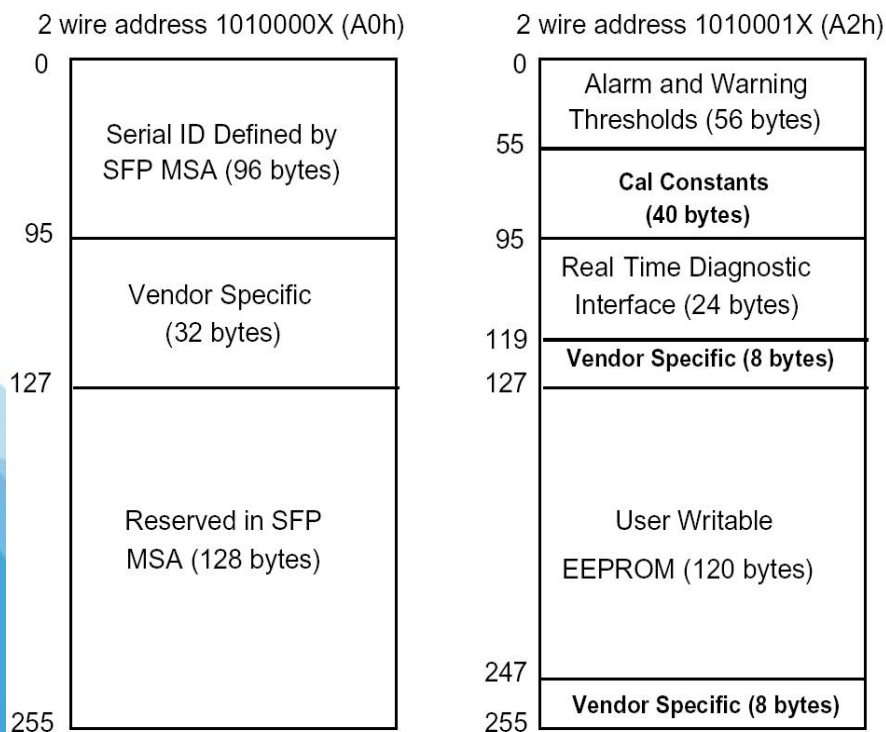 2 wire address 1010000X (A0h)
0
Serial ID Defined by
SFP MSA (96 bytes)
95
Vendor Specific
(32 bytes)
127
Reserved in SFP
MSA (128 bytes)
255
2 wire address 1010001X (A2h)
0
Alarm and Warning
Thresholds (56 bytes)
55
Cal Constants
(40 bytes)
95
Real Time Diagnostic
Interface (24 bytes)
119
Vendor Specific (8 bytes)
127
User Writable
EEPROM (120 bytes)
247
Vendor Specific (8 bytes)
255